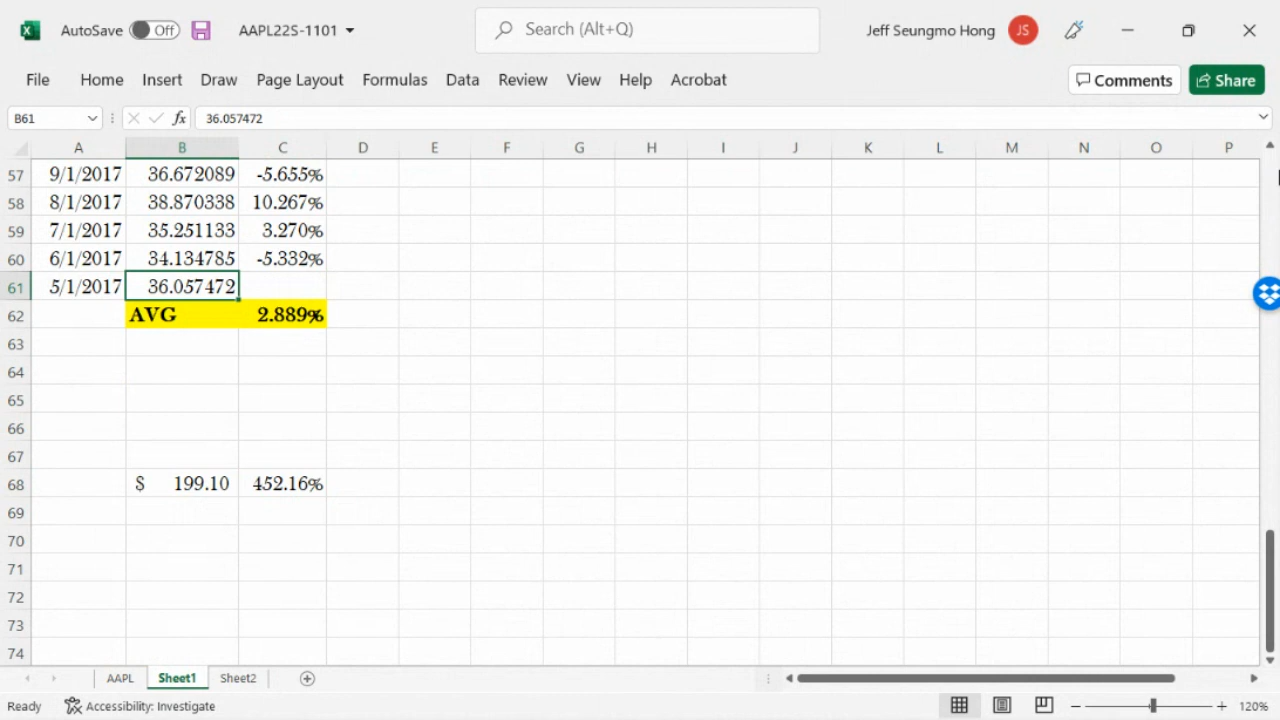 AutoSave Off AAPL22S-1101 Search (Alt+Q) Jeff Seungmo Hong JS
File Home Insert Draw Page Layout Formulas Data Review View Help Acrobat Comments Share
B61 fx 36.057472
A B C D E F G H I J K L M N O P
57 9/1/2017 36.672089 -5.655%
58 8/1/2017 38.870338 10.267%
59 7/1/2017 35.251133 3.270%
60 6/1/2017 34.134785 -5.332%
61 5/1/2017 36.057472
62 AVG 2.889%
63
64
65
66
67
68 $ 199.10 452.16%
69
70
71
72
73
74
AAPL Sheet1 Sheet2
Ready Accessibility: Investigate 120%